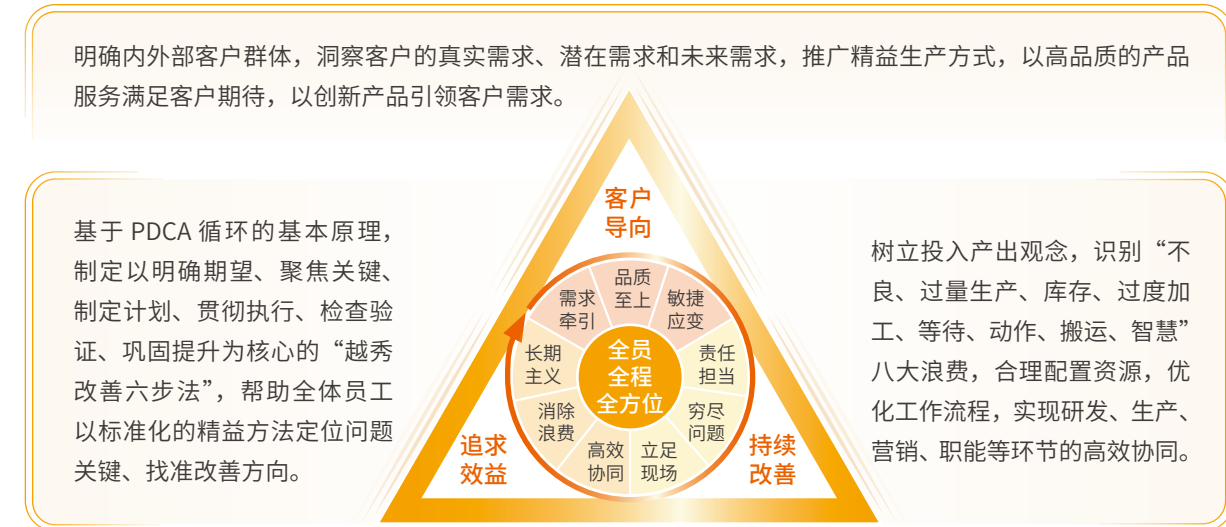 明确内外部客户群体，洞察客户的真实需求、潜在需求和未来需求，推广精益生产方式，以高品质的产品
服务满足客户期待，以创新产品引领客户需求。
基于 PDCA 循环的基本原理，
制定以明确期望、聚焦关键、
制定计划、贯彻执行、检查验
证、巩固提升为核心的“越秀
改善六步法”，帮助全体员工
以标准化的精益方法定位问题
关键、找准改善方向。
客户
导向
品质
至上
需求
牵引
敏捷
应变
长期
主义
全员
全程
全方位
责任
担当
消除
浪费
穷尽
问题
高效
协同
立足
现场
追求
效益
持续
改善
树立投入产出观念，识别“不
良、过量生产、库存、过度加
工、等待、动作、搬运、智慧”
八大浪费，合理配置资源，优
化工作流程，实现研发、生产、
营销、职能等环节的高效协同。